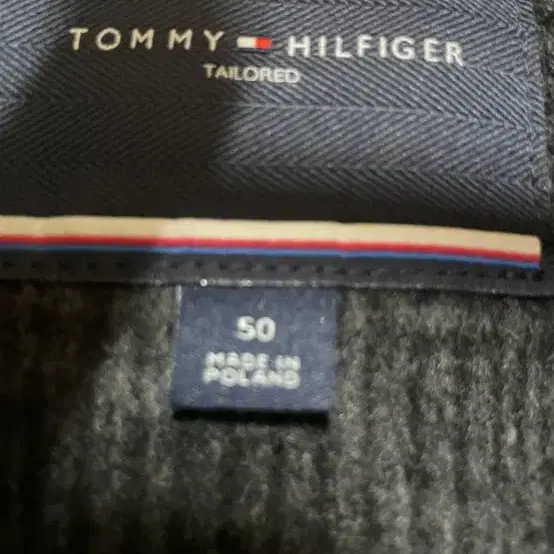 TOMMY HILFIGER
TAILORED
50
MADE IN
POLAND